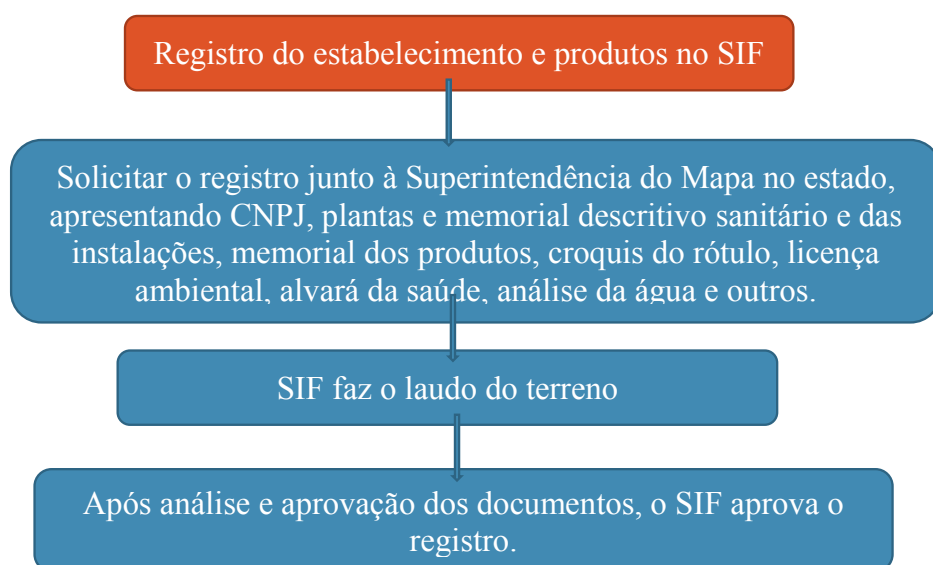 Registro do estabelecimento e produtos no SIF
Solicitar o registro junto à Superintendência do Mapa no estado,
apresentando CNPJ, plantas e memorial descritivo sanitário e das
instalações, memorial dos produtos, croquis do rótulo, licença
ambiental, alvará da saúde, análise da água e outros.
SIF faz o laudo do terreno
Após análise e aprovação dos documentos, o SIF aprova o
registro.